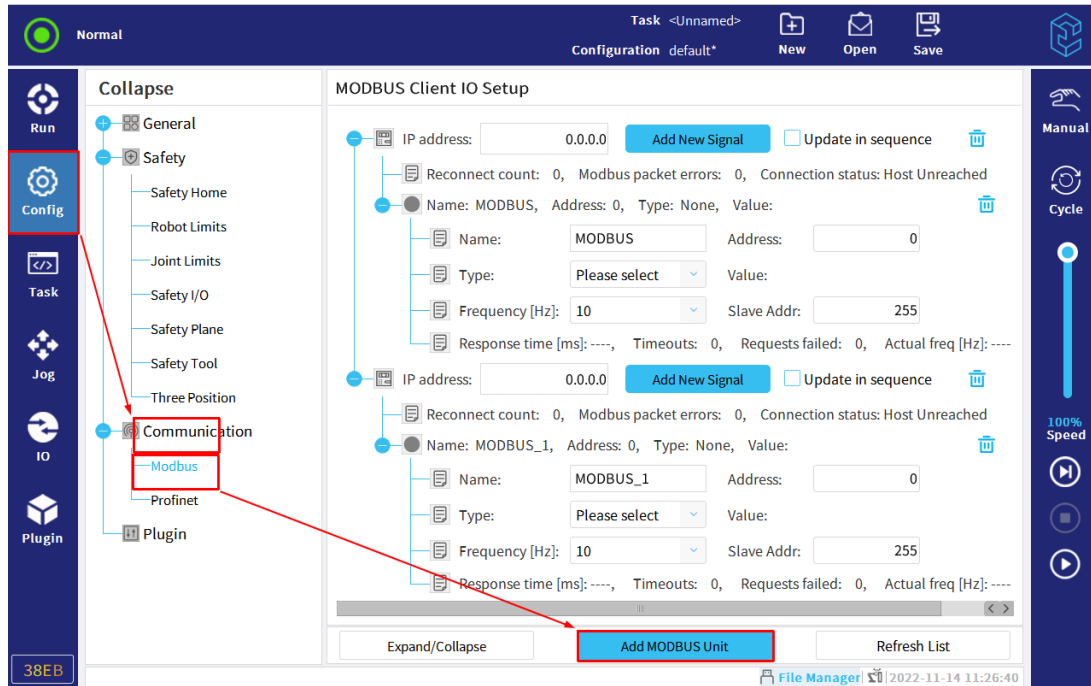 Normal
Task <Unnamed>
Configuration default*
New
Open
Save
Run
Config
Task
Jog
IO
Plugin
38EB
Collapse
General
Safety
Safety Home
Robot Limits
Joint Limits
Safety I/O
Safety Plane
Safety Tool
Three Position
Communication
Modbus
Profinet
Plugin
MODBUS Client IO Setup
IP address: 0.0.0.0 Add New Signal Update in sequence
Reconnect count: 0, Modbus packet errors: 0, Connection status: Host Unreached
Name: MODBUS, Address: 0, Type: None, Value:
Name: MODBUS Address: 0
Type: Please select Value:
Frequency [Hz]: 10 Slave Addr: 255
Response time [ms]: ----, Timeouts: 0, Requests failed: 0, Actual freq [Hz]: ----
IP address: 0.0.0.0 Add New Signal Update in sequence
Reconnect count: 0, Modbus packet errors: 0, Connection status: Host Unreached
Name: MODBUS_1, Address: 0, Type: None, Value:
Name: MODBUS_1 Address: 0
Type: Please select Value:
Frequency [Hz]: 10 Slave Addr: 255
Response time [ms]: ----, Timeouts: 0, Requests failed: 0, Actual freq [Hz]: ----
Expand/Collapse Add MODBUS Unit Refresh List
File Manager 2022-11-14 11:26:40
Manual
Cycle
100%
Speed